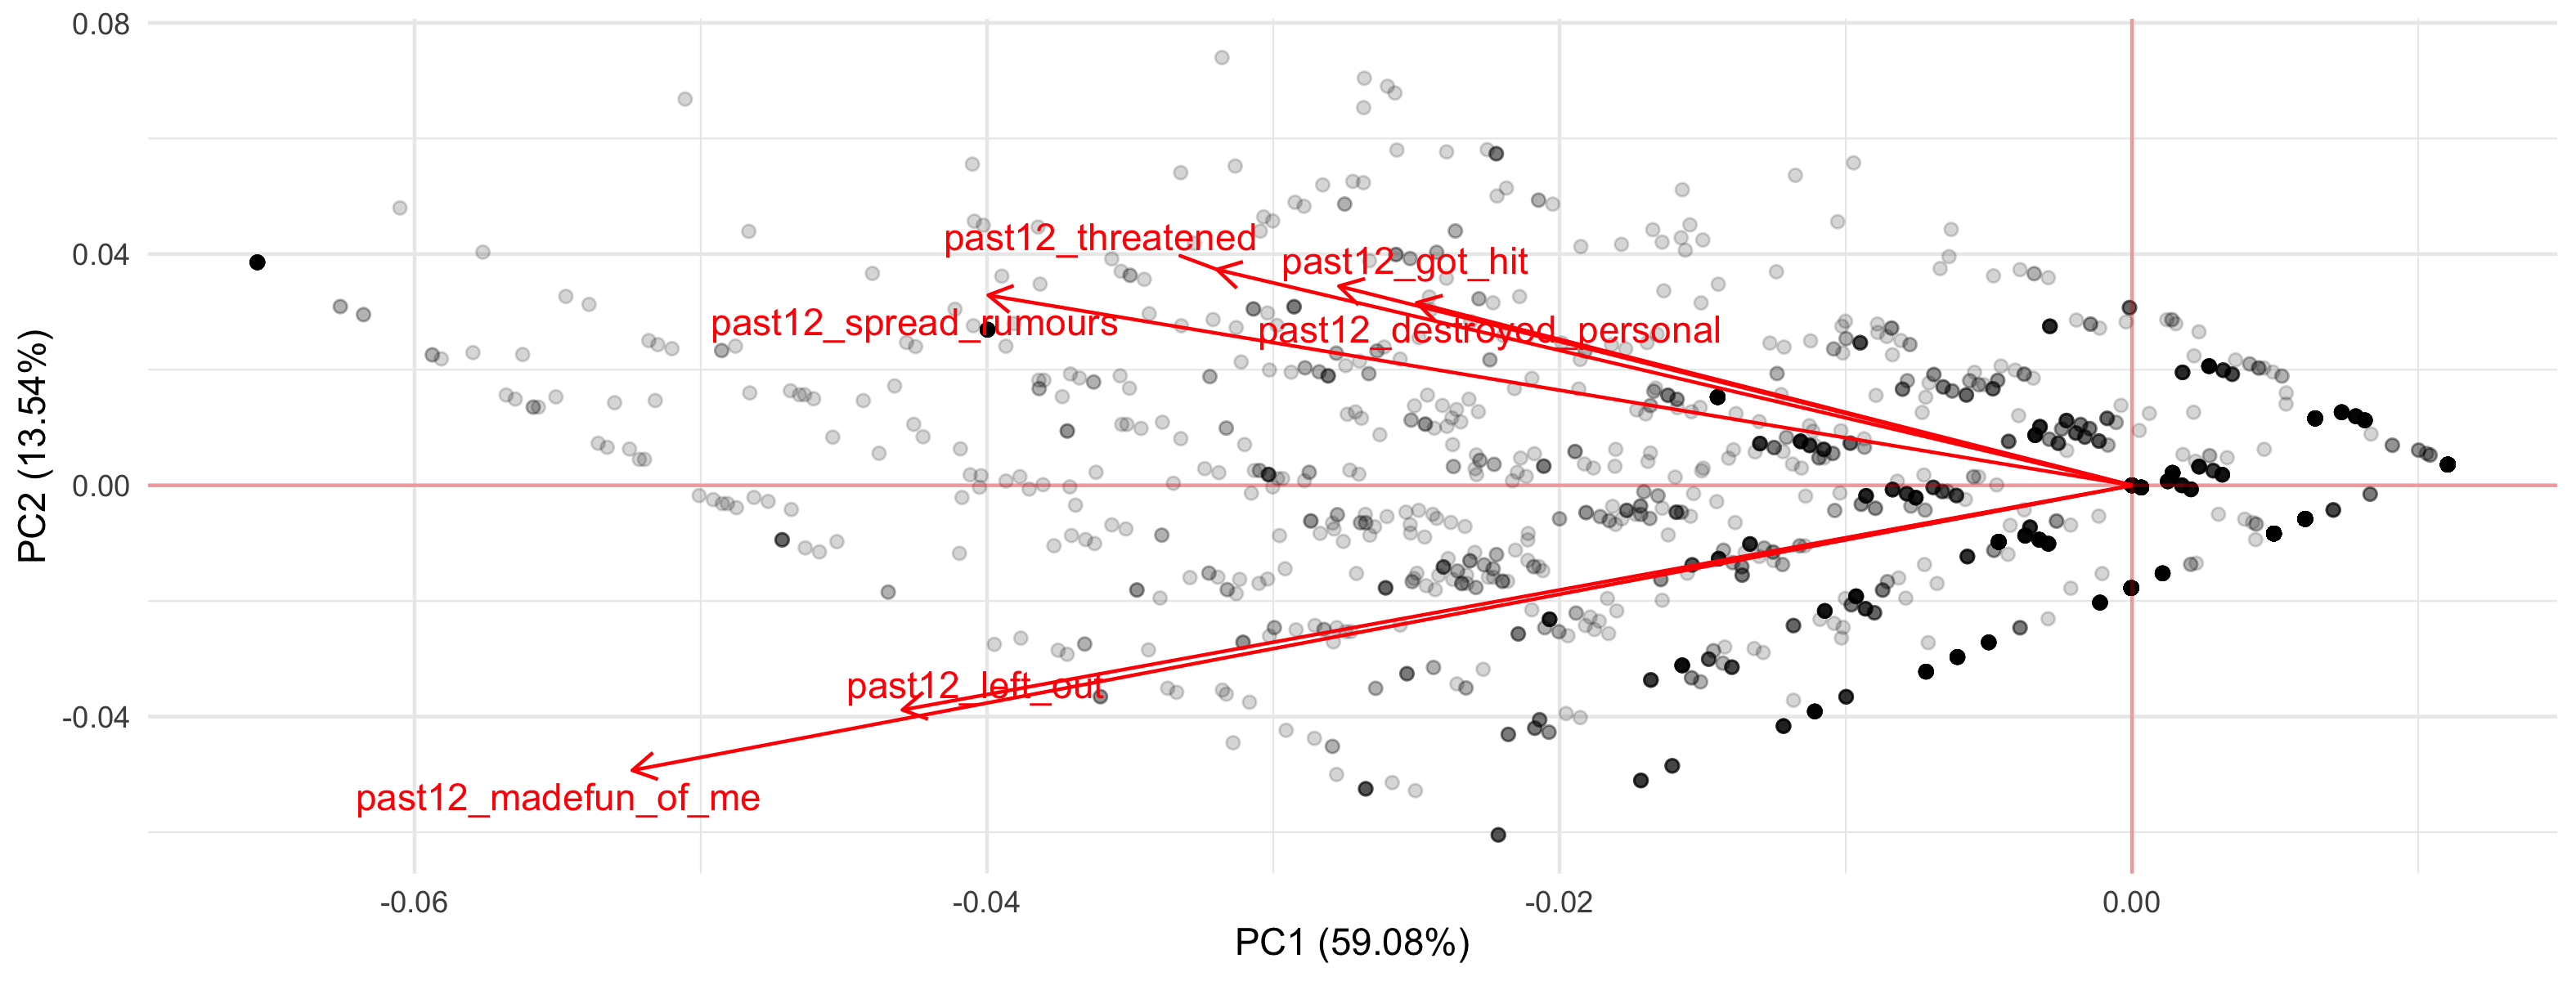 0.08
0.04
0.00
-0.04
PC2 (13.54%)
past12_threatened
past12_got_hit
past12_spread_rumours
past12_destroyed_personal
past12_left_out
past12_madefun_of_me
-0.06
-0.04
-0.02
0.00
PC1 (59.08%)